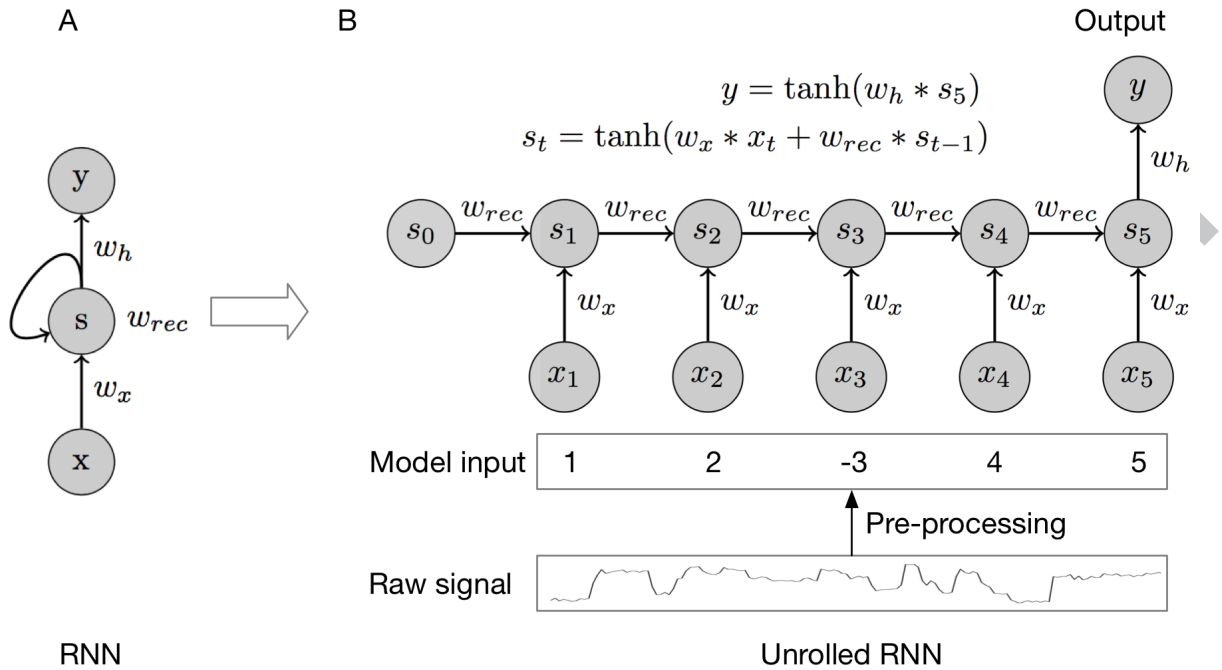 A
B
Output
y = tanh(w_h * s_5)
s_t = tanh(w_x * x_t + w_rec * s_{t-1})
y
w_h
s
w_rec
w_x
x
y
w_h
s_0 w_rec s_1 w_rec s_2 w_rec s_3 w_rec s_4 w_rec s_5
w_x w_x w_x w_x w_x
x_1 x_2 x_3 x_4 x_5
Model input 1 2 -3 4 5
Pre-processing
Raw signal
RNN
Unrolled RNN